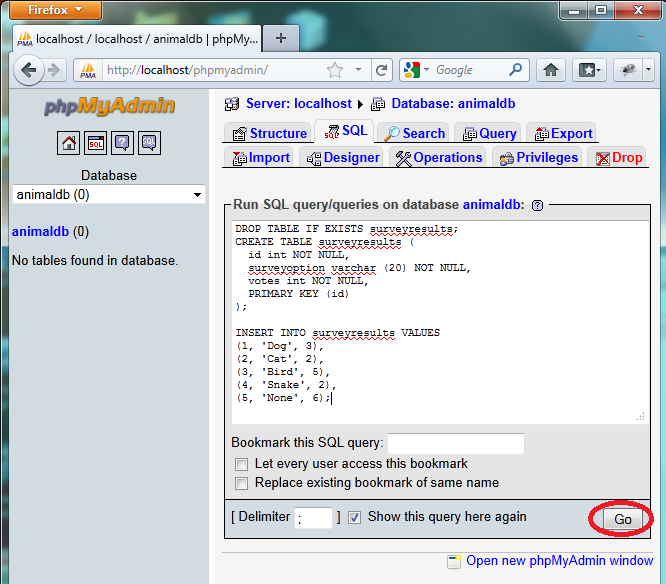 Firefox
localhost / localhost / animaldb | phpMy...
http://localhost/phpmyadmin/
Google
phpMyAdmin
Database
animaldb (0)
animaldb (0)
No tables found in database.
Server: localhost Database: animaldb
Structure SQL Search Query Export
Import Designer Operations Privileges Drop
Run SQL query/queries on database animaldb:
DROP TABLE IF EXISTS surveyresults;
CREATE TABLE surveyresults (
id int NOT NULL,
surveyoption varchar (20) NOT NULL,
votes int NOT NULL,
PRIMARY KEY (id)
);
INSERT INTO surveyresults VALUES
(1, 'Dog', 3),
(2, 'Cat', 2),
(3, 'Bird', 5),
(4, 'Snake', 2),
(5, 'None', 6);
Bookmark this SQL query:
Let every user access this bookmark
Replace existing bookmark of same name
[ Delimiter ; ] Show this query here again Go
Open new phpMyAdmin window